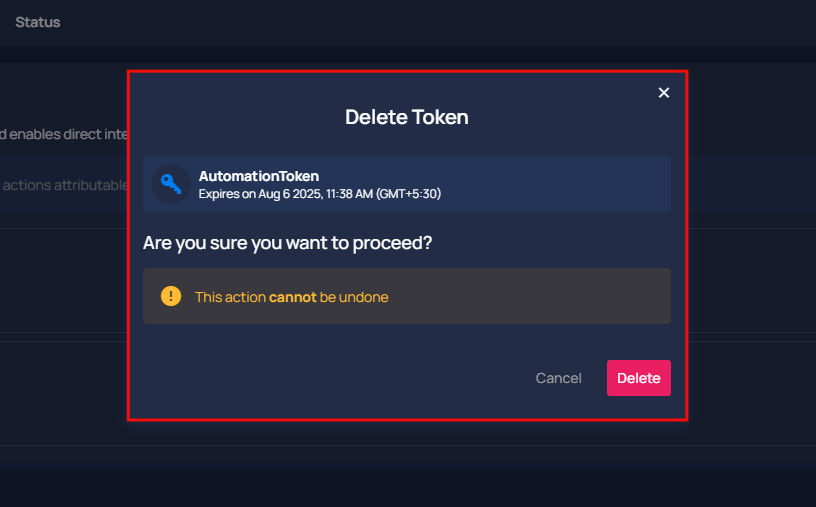 Status
d enables direct inte
actions attributable
Delete Token
AutomationToken
Expires on Aug 6 2025, 11:38 AM (GMT+5:30)
Are you sure you want to proceed?
This action cannot be undone
Cancel
Delete